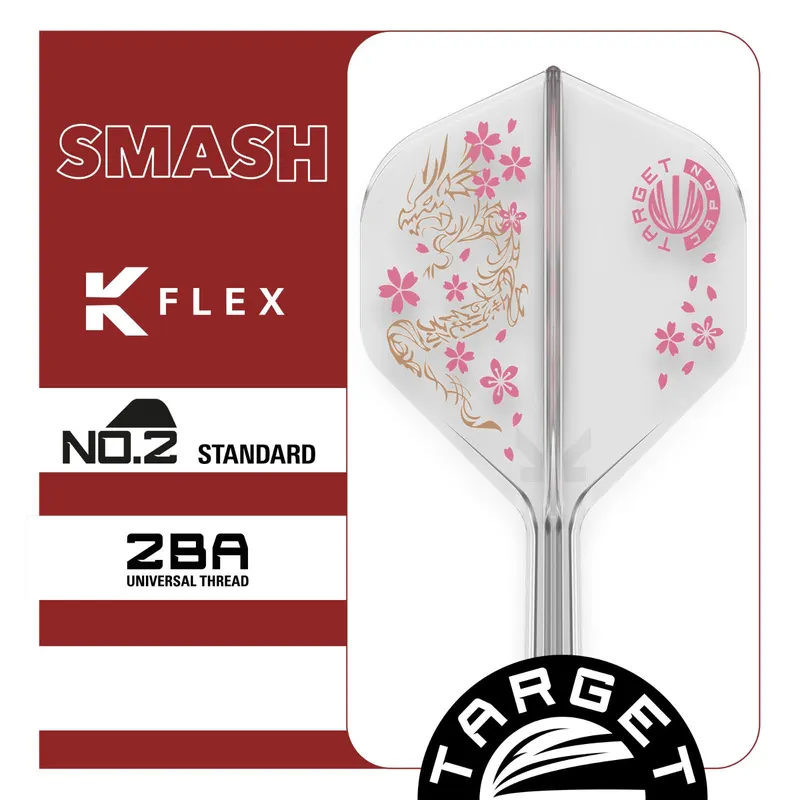 SMASH
K FLEX
NO.2 STANDARD
2BA
UNIVERSAL THREAD
TARGET JAPAN
K
TARGET